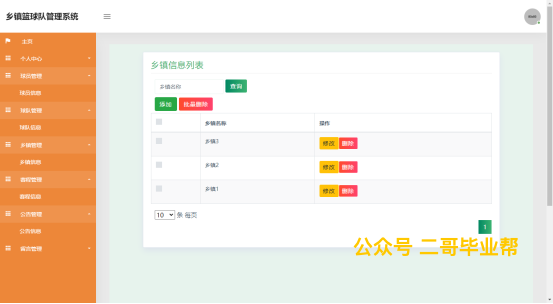 乡镇篮球队管理系统
主页
个人中心
球员管理
球员信息
球队管理
球队信息
乡镇管理
乡镇信息
赛程管理
赛程信息
公告管理
公告信息
留言管理
乡镇信息列表
乡镇名称
查询
添加 批量删除
乡镇名称 操作
乡镇3 修改 删除
乡镇2 修改 删除
乡镇1 修改 删除
10 条 每页
1
公众号 二哥毕业帮